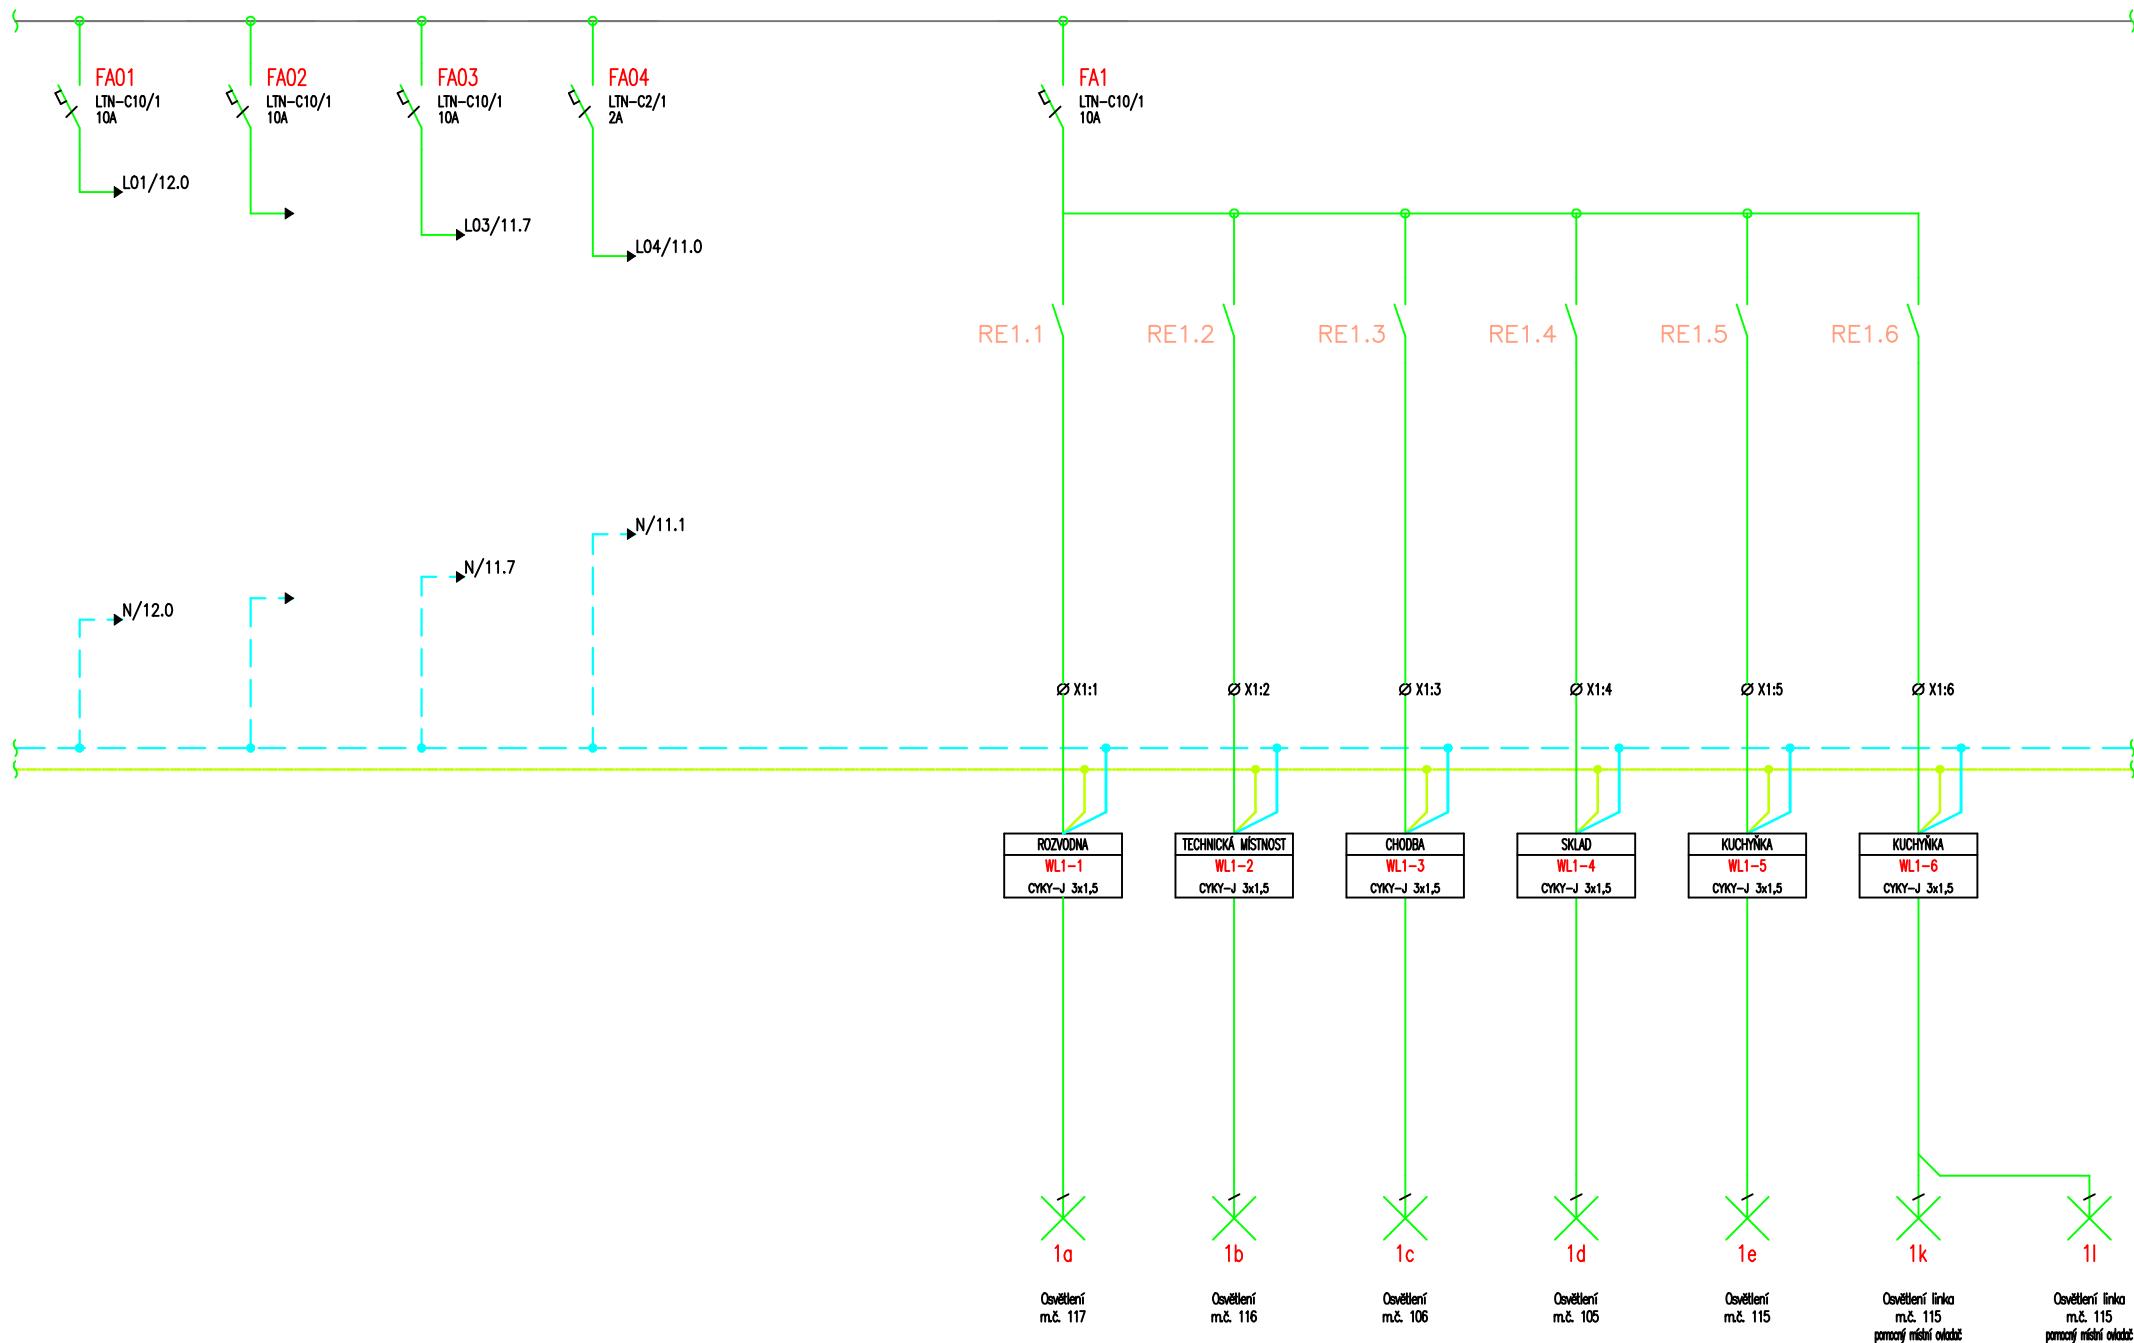 FA01
LTN-C10/1
10A
FA02
LTN-C10/1
10A
FA03
LTN-C10/1
10A
FA04
LTN-C2/1
2A
FA1
LTN-C10/1
10A
L01/12.0
L03/11.7
L04/11.0
RE1.1
RE1.2
RE1.3
RE1.4
RE1.5
RE1.6
N/11.1
N/11.7
N/12.0
X1:1
X1:2
X1:3
X1:4
X1:5
X1:6
ROZVODNA
WL1-1
CYKY-J 3x1,5
TECHNICKÁ MÍSTNOST
WL1-2
CYKY-J 3x1,5
CHODBA
WL1-3
CYKY-J 3x1,5
SKLAD
WL1-4
CYKY-J 3x1,5
KUCHYŇKA
WL1-5
CYKY-J 3x1,5
KUCHYŇKA
WL1-6
CYKY-J 3x1,5
1a
Osvětlení
m.č. 117
1b
Osvětlení
m.č. 116
1c
Osvětlení
m.č. 106
1d
Osvětlení
m.č. 105
1e
Osvětlení
m.č. 115
1k
Osvětlení linka
m.č. 115
pomocný místní ovladač
1l
Osvětlení linka
m.č. 115
pomocný místní ovladač